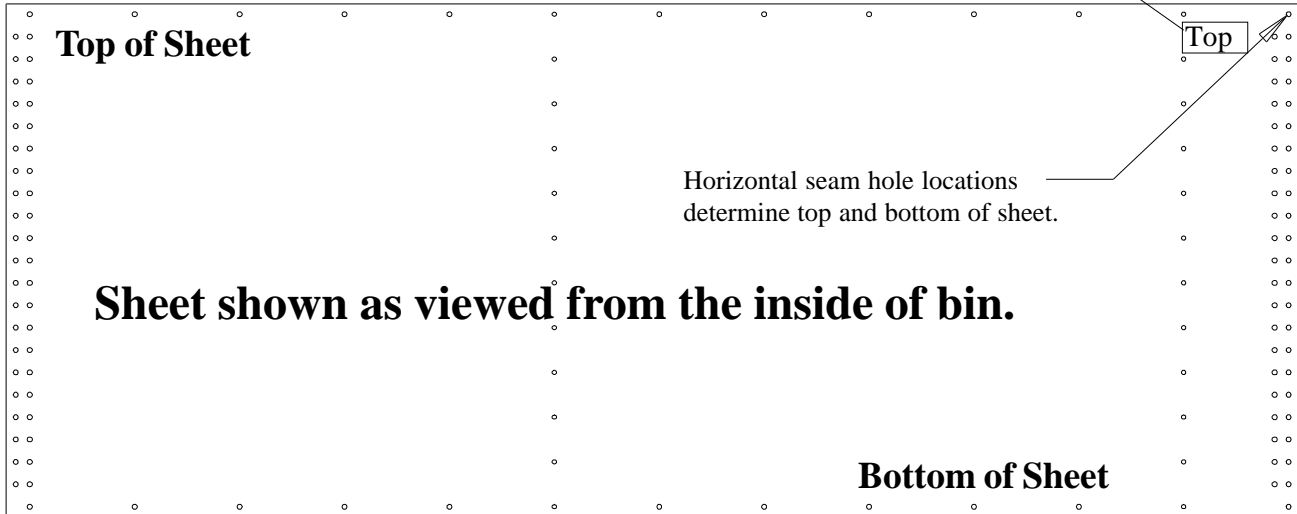 Top of Sheet
Top
Horizontal seam hole locations
determine top and bottom of sheet.
Sheet shown as viewed from the inside of bin.
Bottom of Sheet